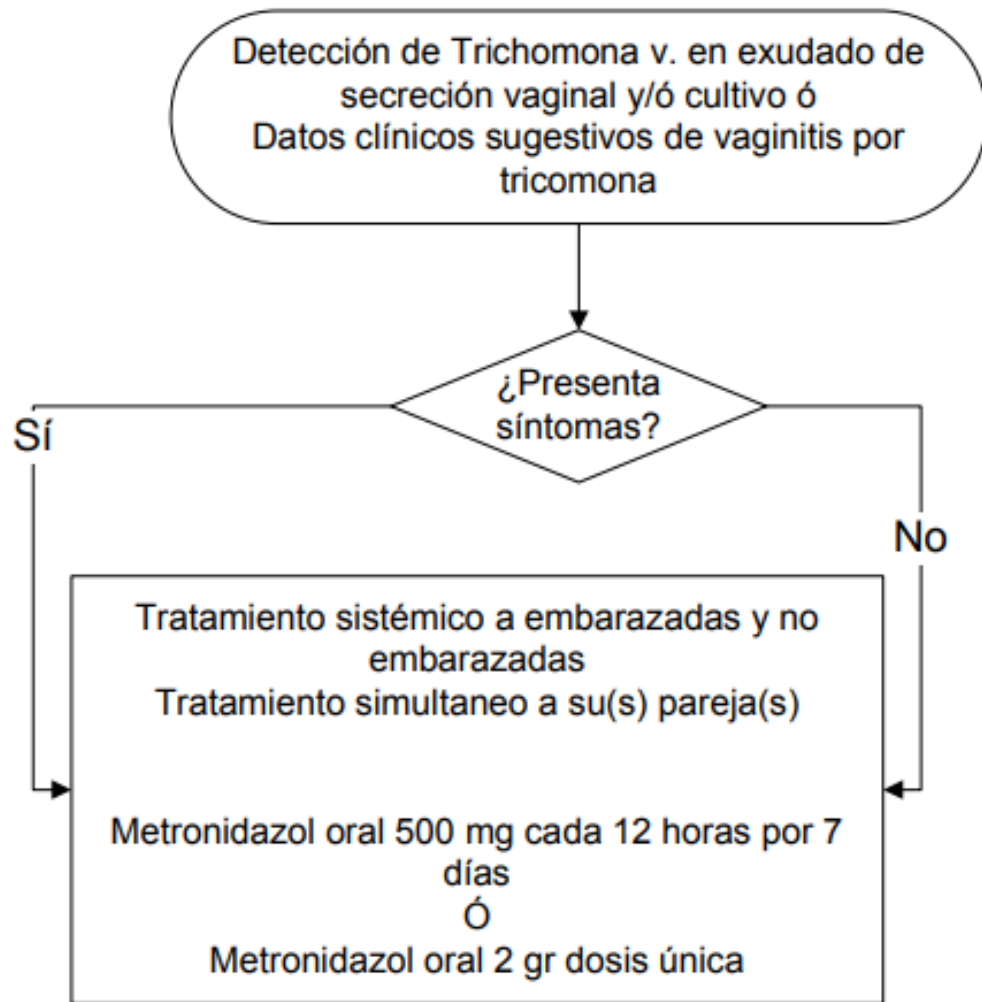 Detección de Trichomona v. en exudado de
secreción vaginal y/ó cultivo ó
Datos clínicos sugestivos de vaginitis por
tricomona
¿Presenta
síntomas?
Sí
No
Tratamiento sistémico a embarazadas y no
embarazadas
Tratamiento simultaneo a su(s) pareja(s)
Metronidazol oral 500 mg cada 12 horas por 7
días
Ó
Metronidazol oral 2 gr dosis única